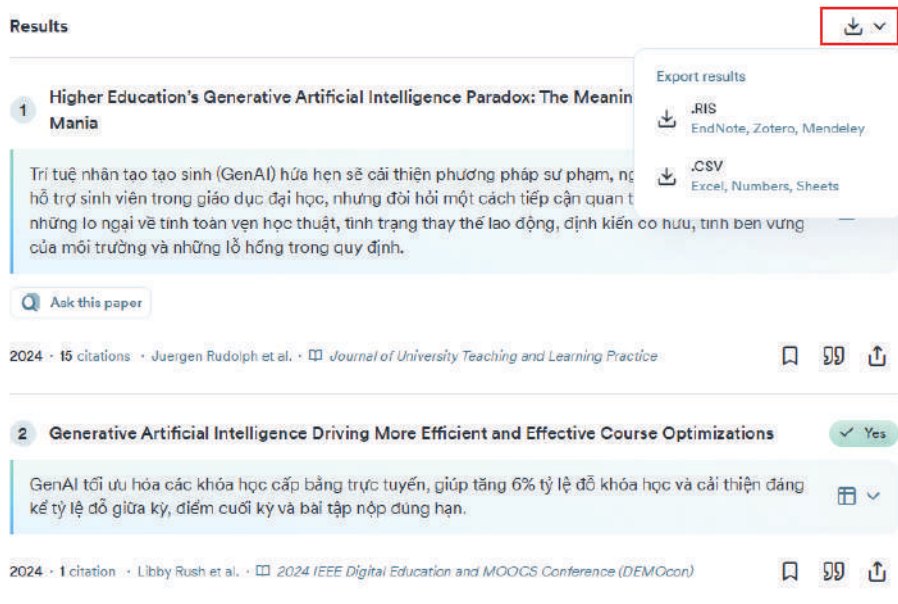 Results
Export results
.RIS
EndNote, Zotero, Mendeley
.CSV
Excel, Numbers, Sheets
1 Higher Education's Generative Artificial Intelligence Paradox: The Meanin
Mania
Trí tuệ nhân tạo tạo sinh (GenAI) hứa hẹn sẽ cải thiện phương pháp sư phạm, ng
hỗ trợ sinh viên trong giáo dục đại học, nhưng đòi hỏi một cách tiếp cận quan t
những lo ngại về tính toàn vẹn học thuật, tình trạng thay thế lao động, định kiến cố hữu, tính bền vững
của môi trường và những lỗ hổng trong quy định.
Ask this paper
2024 · 15 citations · Juergen Rudolph et al. · Journal of University Teaching and Learning Practice
2 Generative Artificial Intelligence Driving More Efficient and Effective Course Optimizations Yes
GenAI tối ưu hóa các khóa học cấp bằng trực tuyến, giúp tăng 6% tỷ lệ đỗ khóa học và cải thiện đáng
kể tỷ lệ đỗ giữa kỳ, điểm cuối kỳ và bài tập nộp đúng hạn.
2024 · 1 citation · Libby Rush et al. · 2024 IEEE Digital Education and MOOCS Conference (DEMOcon)